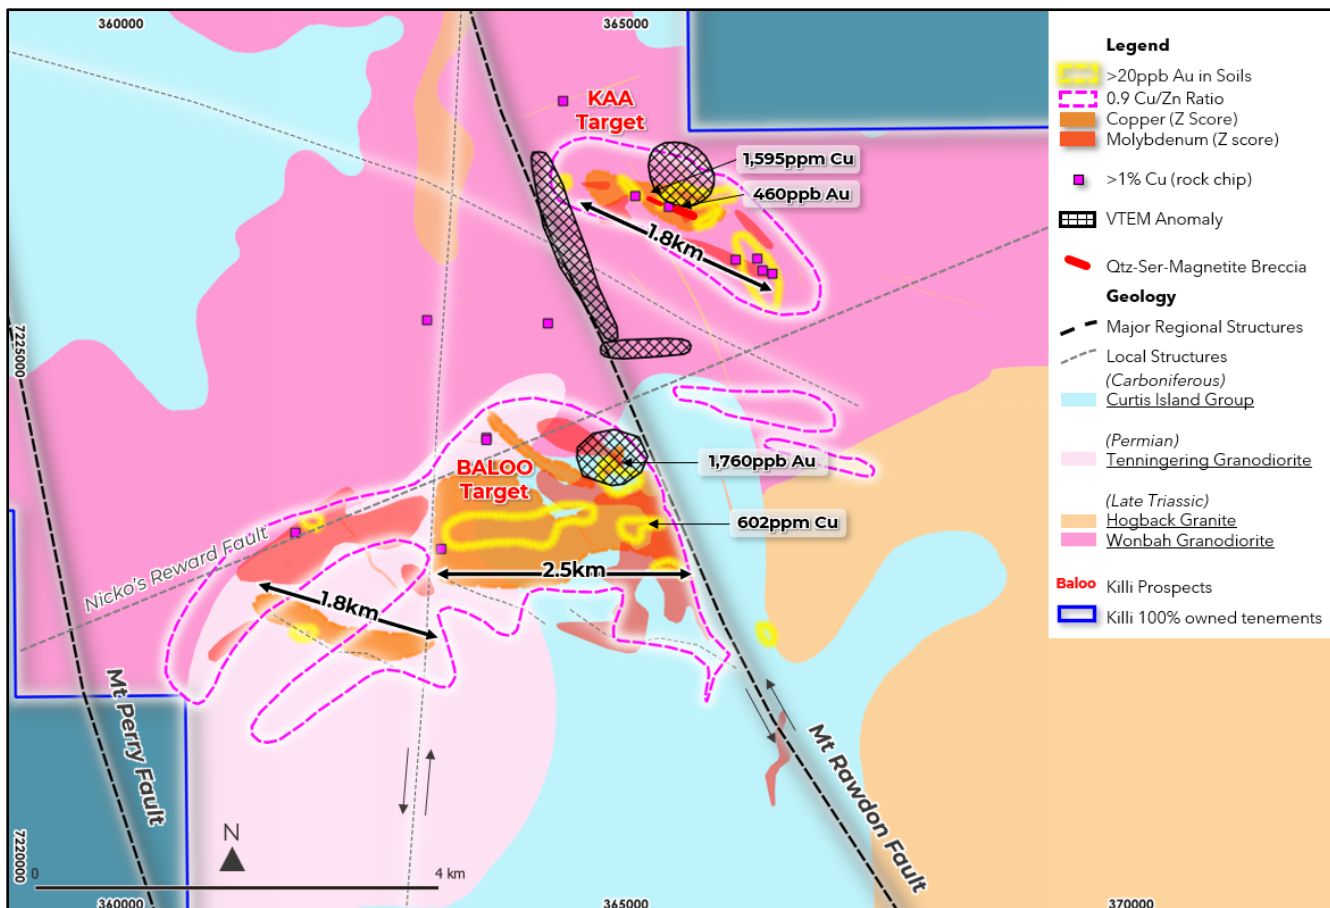 360000
365000
KAA
Target
1,595ppm Cu
460ppb Au
1.8km
7225000
BALOO
Target
1,760ppb Au
602ppm Cu
2.5km
Nicko's Reward Fault
1.8km
Mt Perry Fault
Mt Rawdon Fault
7220000
N
0
4 km
360000
365000
370000
Legend
>20ppb Au in Soils
0.9 Cu/Zn Ratio
Copper (Z Score)
Molybdenum (Z score)
>1% Cu (rock chip)
VTEM Anomaly
Qtz-Ser-Magnetite Breccia
Geology
Major Regional Structures
Local Structures
(Carboniferous)
Curtis Island Group
(Permian)
Tenningering Granodiorite
(Late Triassic)
Hogback Granite
Wonbah Granodiorite
Baloo Killi Prospects
Killi 100% owned tenements